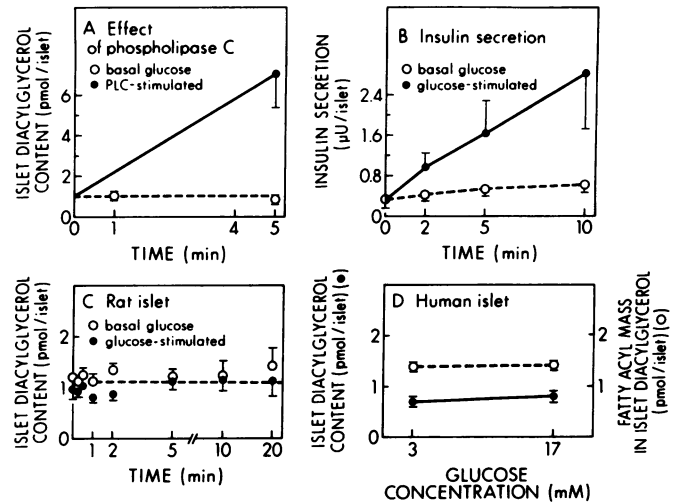 A Effect
of phospholipase C
basal glucose
PLC-stimulated
ISLET DIACYLGLYCEROL
CONTENT (pmol/islet)
6
4
2
0
0 1 4 5
TIME (min)
B Insulin secretion
basal glucose
glucose-stimulated
INSULIN SECRETION
(µU/islet)
2.4
1.6
0.8
0
0 2 5 10
TIME (min)
C Rat islet
basal glucose
glucose-stimulated
ISLET DIACYLGLYCEROL
CONTENT (pmol/islet)
2
1
0
1 2 5 10 20
TIME (min)
D Human islet
ISLET DIACYLGLYCEROL
CONTENT (pmol/islet)(●)
2
1
0
3 17
GLUCOSE
CONCENTRATION (mM)
2
1
FATTY ACYL MASS
IN ISLET DIACYLGLYCEROL
(pmol/islet)(○)